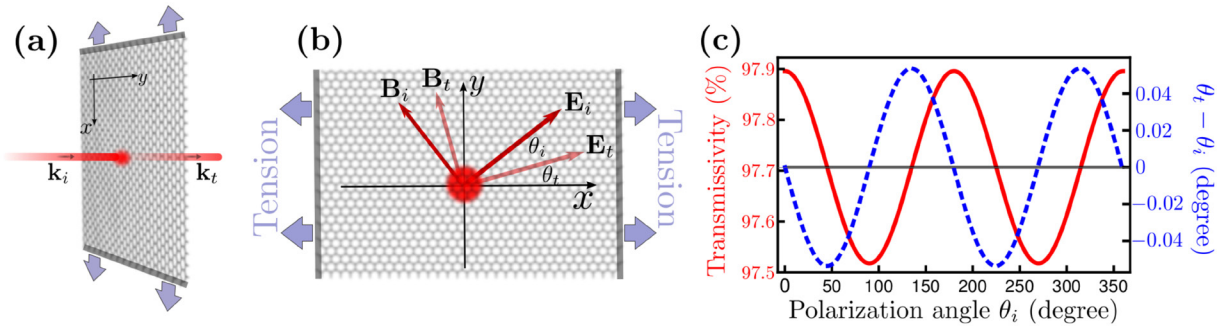 (a)
y
x
k_i
k_t
(b)
B_i
B_t
y
E_i
θ_i
E_t
θ_t
x
Tension
Tension
(c)
Transmissivity (%)
97.9
97.8
97.7
97.6
97.5
0 50 100 150 200 250 300 350
Polarization angle θ_i (degree)
0.04
0.02
0
−0.02
−0.04
θ_t − θ_i (degree)